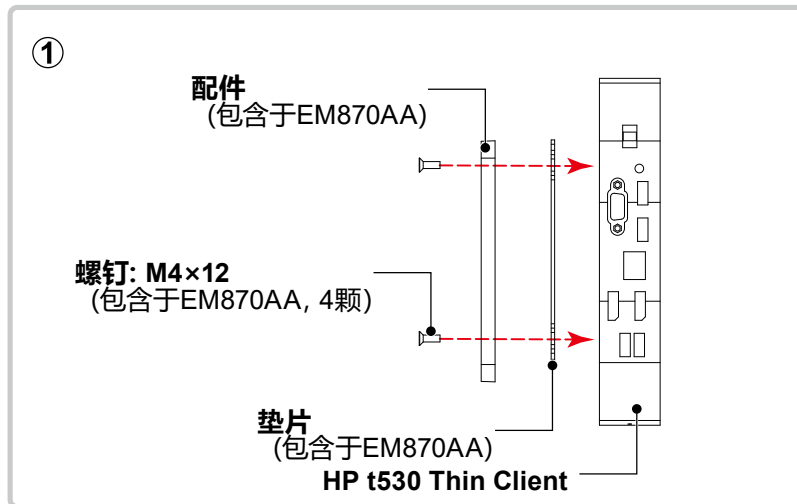 ①
配件
(包含于EM870AA)
螺钉: M4×12
(包含于EM870AA, 4颗)
垫片
(包含于EM870AA)
HP t530 Thin Client